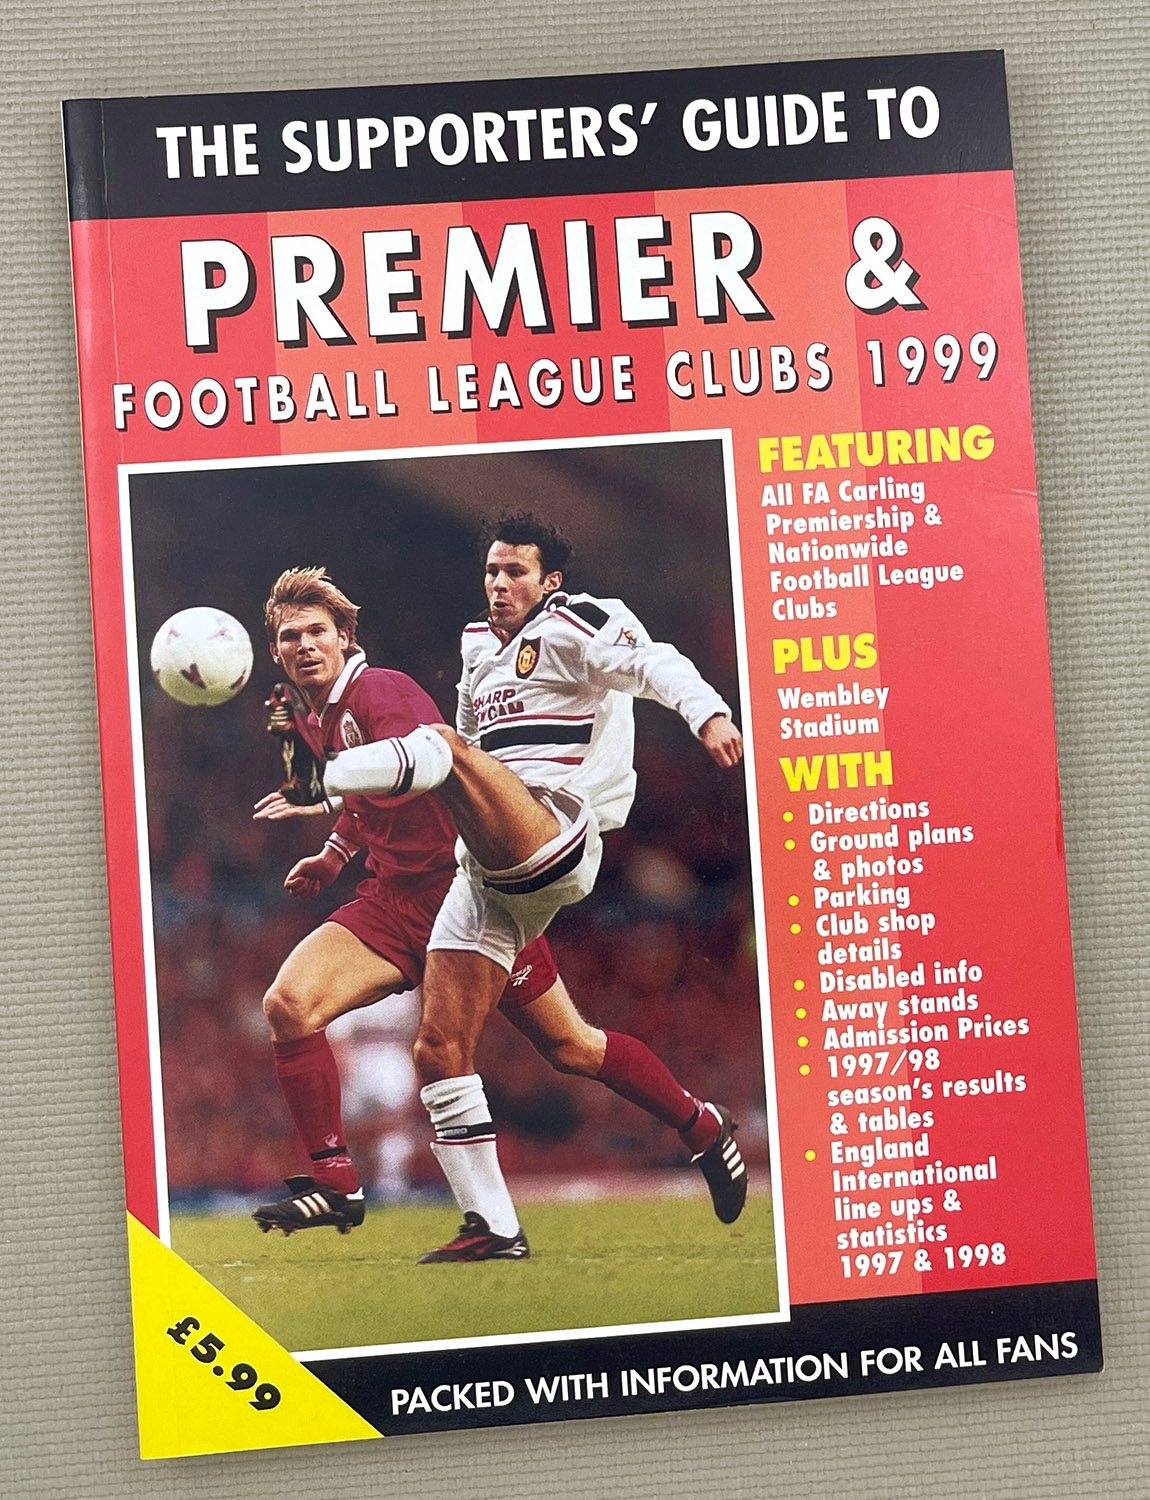 THE SUPPORTERS' GUIDE TO
PREMIER &
FOOTBALL LEAGUE CLUBS 1999
FEATURING
All FA Carling
Premiership &
Nationwide
Football League
Clubs
PLUS
Wembley
Stadium
WITH
• Directions
• Ground plans
& photos
• Parking
• Club shop
details
• Disabled info
• Away stands
• Admission Prices
• 1997/98
season's results
& tables
• England
International
line ups &
statistics
1997 & 1998
SHARP
UMBRO
£5.99
PACKED WITH INFORMATION FOR ALL FANS